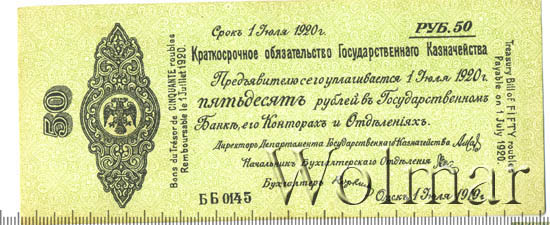 Срокъ 1 Іюля 1920г.
РУБ. 50
Краткосрочное обязательство Государственнаго Казначейства
Предъявителю сего уплачивается 1 Іюля 1920г.
пятьдесятъ рублей въ Государственномъ
Банкѣ, его Конторахъ и Отдѣленіяхъ.
Директоръ Департамента Государственнаго Казначейства
Начальникъ Бухгалтерскаго Отдѣленія
Бухгалтеръ
ББ 0145
Омскъ, 1 Іюля 1919г.
50
Bons du Trésor de CINQUANTE roubles
Remboursable le 1 Juillet 1920.
Treasury Bill of FIFTY roubles
Payable on 1 July 1920.
Wolmar